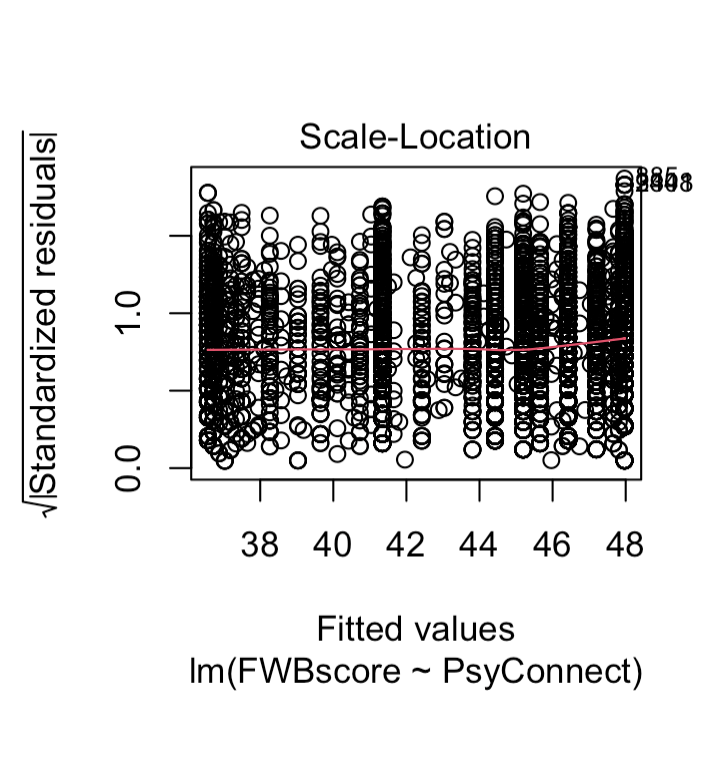 Scale-Location
√|Standardized residuals|
0.0 1.0
38 40 42 44 46 48
Fitted values
lm(FWBscore ~ PsyConnect)